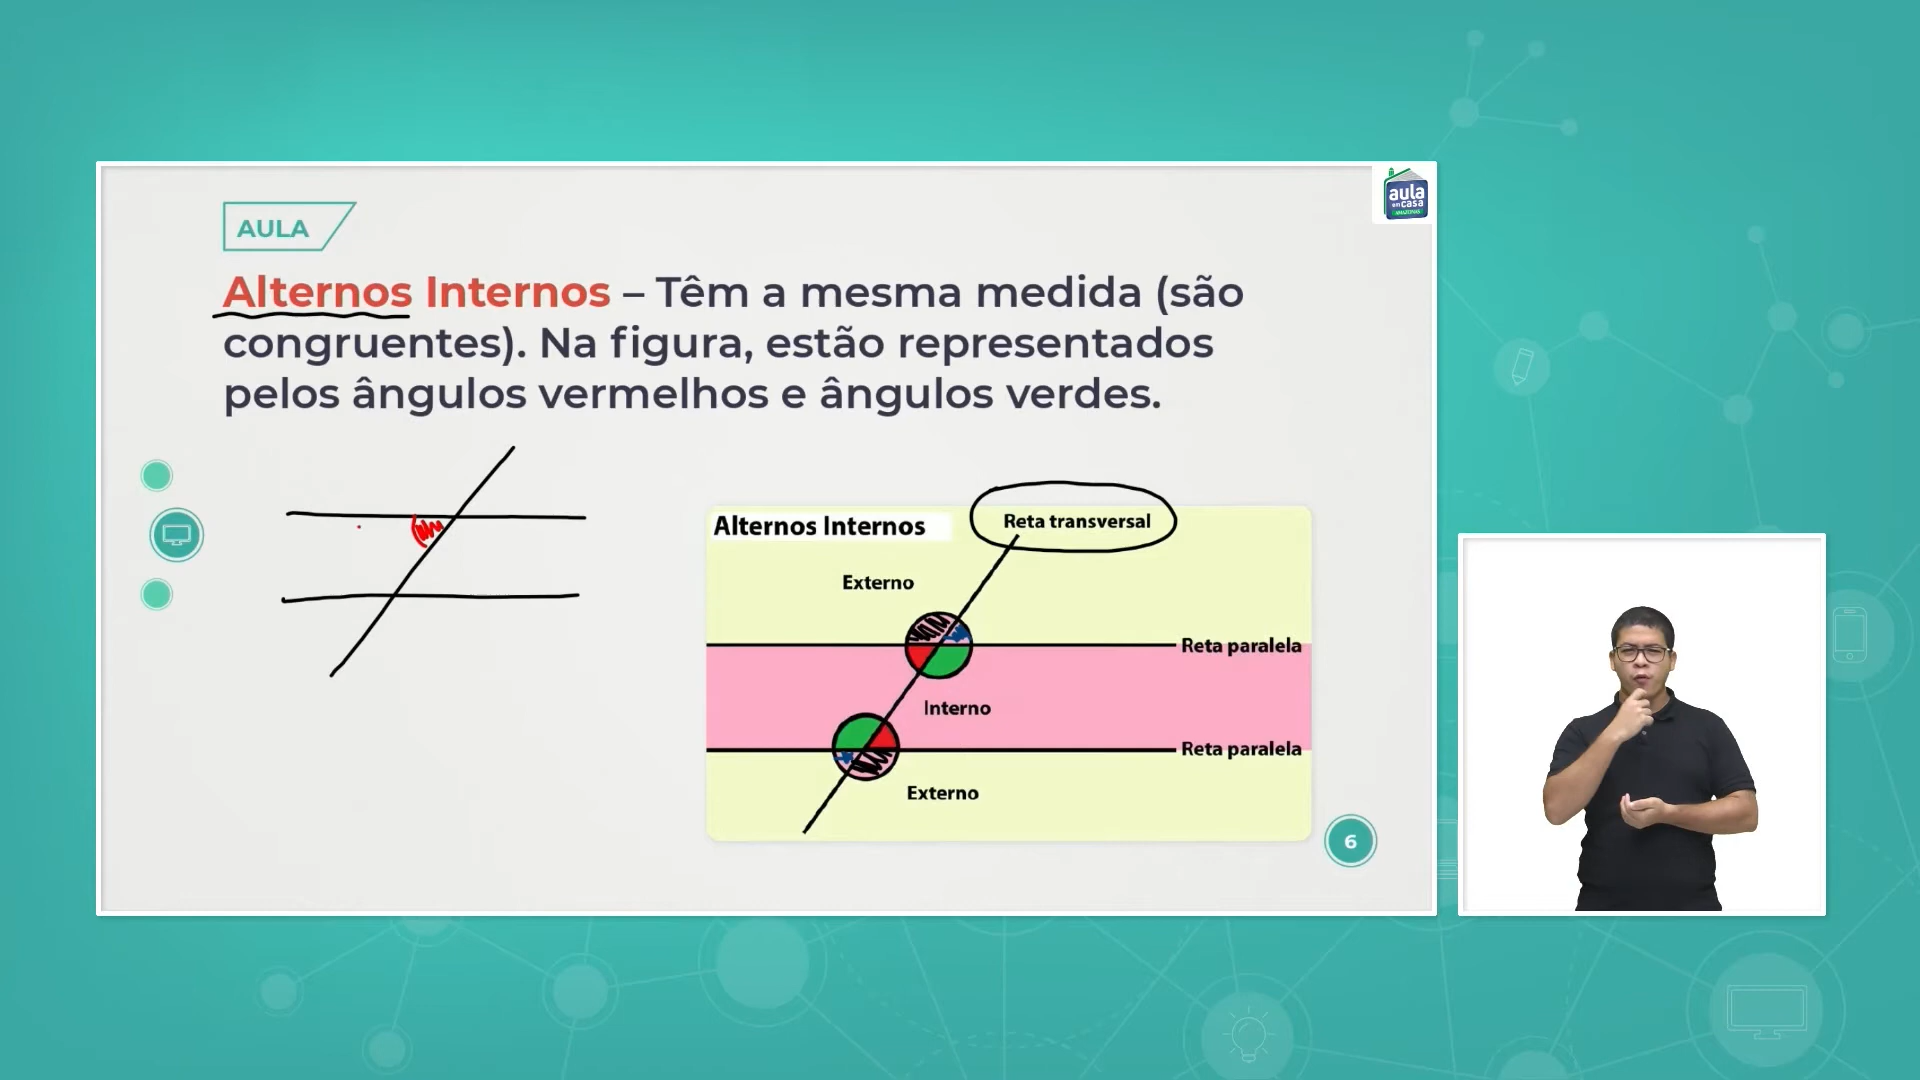 aula
em casa
AMAZONAS
AULA
Alternos Internos – Têm a mesma medida (são
congruentes). Na figura, estão representados
pelos ângulos vermelhos e ângulos verdes.
Alternos Internos
Reta transversal
Externo
Reta paralela
Interno
Reta paralela
Externo
6